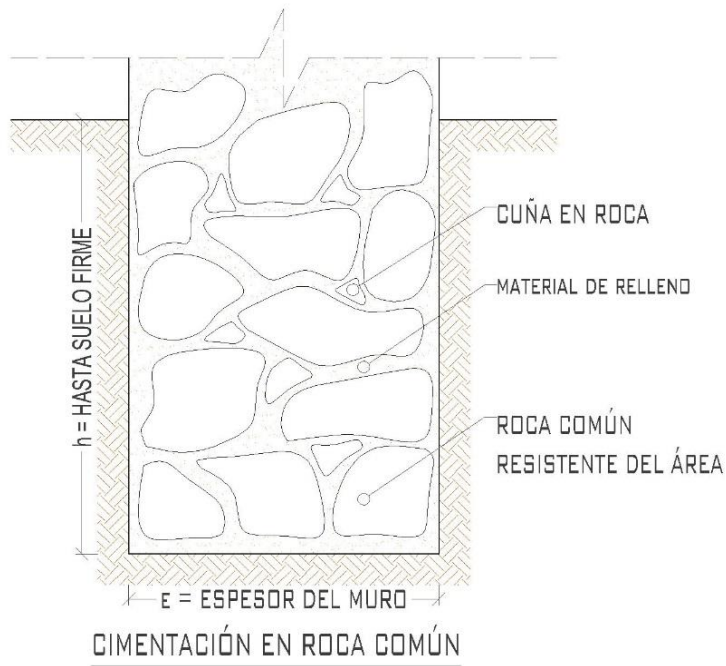 CUÑA EN ROCA
MATERIAL DE RELLENO
h = HASTA SUELO FIRME
ROCA COMÚN
RESISTENTE DEL ÁREA
E = ESPESOR DEL MURO
CIMENTACIÓN EN ROCA COMÚN